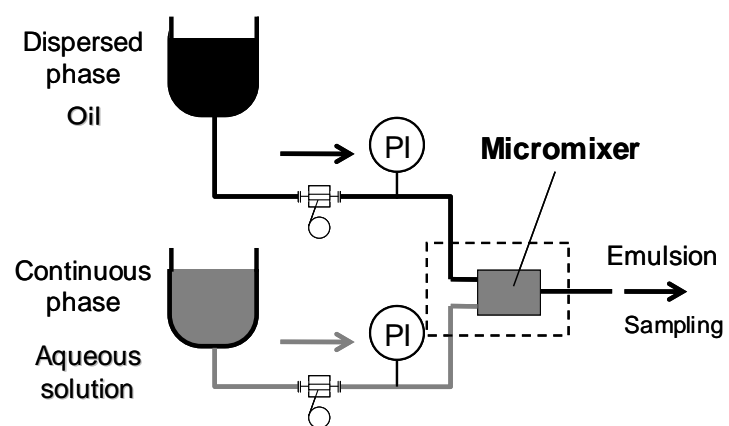 Dispersed
phase
Oil
PI
Micromixer
Continuous
phase
Aqueous
solution
PI
Emulsion
Sampling